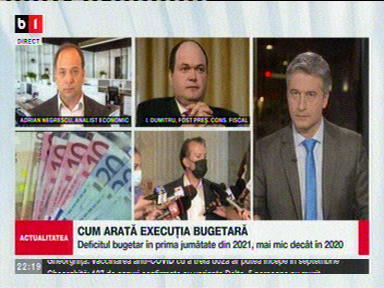 b1
DIRECT
ADRIAN NEGRESCU, ANALIST ECONOMIC
I. DUMITRU, FOST PREȘ. CONS. FISCAL
CUM ARATĂ EXECUȚIA BUGETARĂ
ACTUALITATEA
Deficitul bugetar în prima jumătate din 2021, mai mic decât în 2020
22:19
Gheorghiță: Vaccinarea anti-COVID cu a treia doză ar putea începe în septembrie